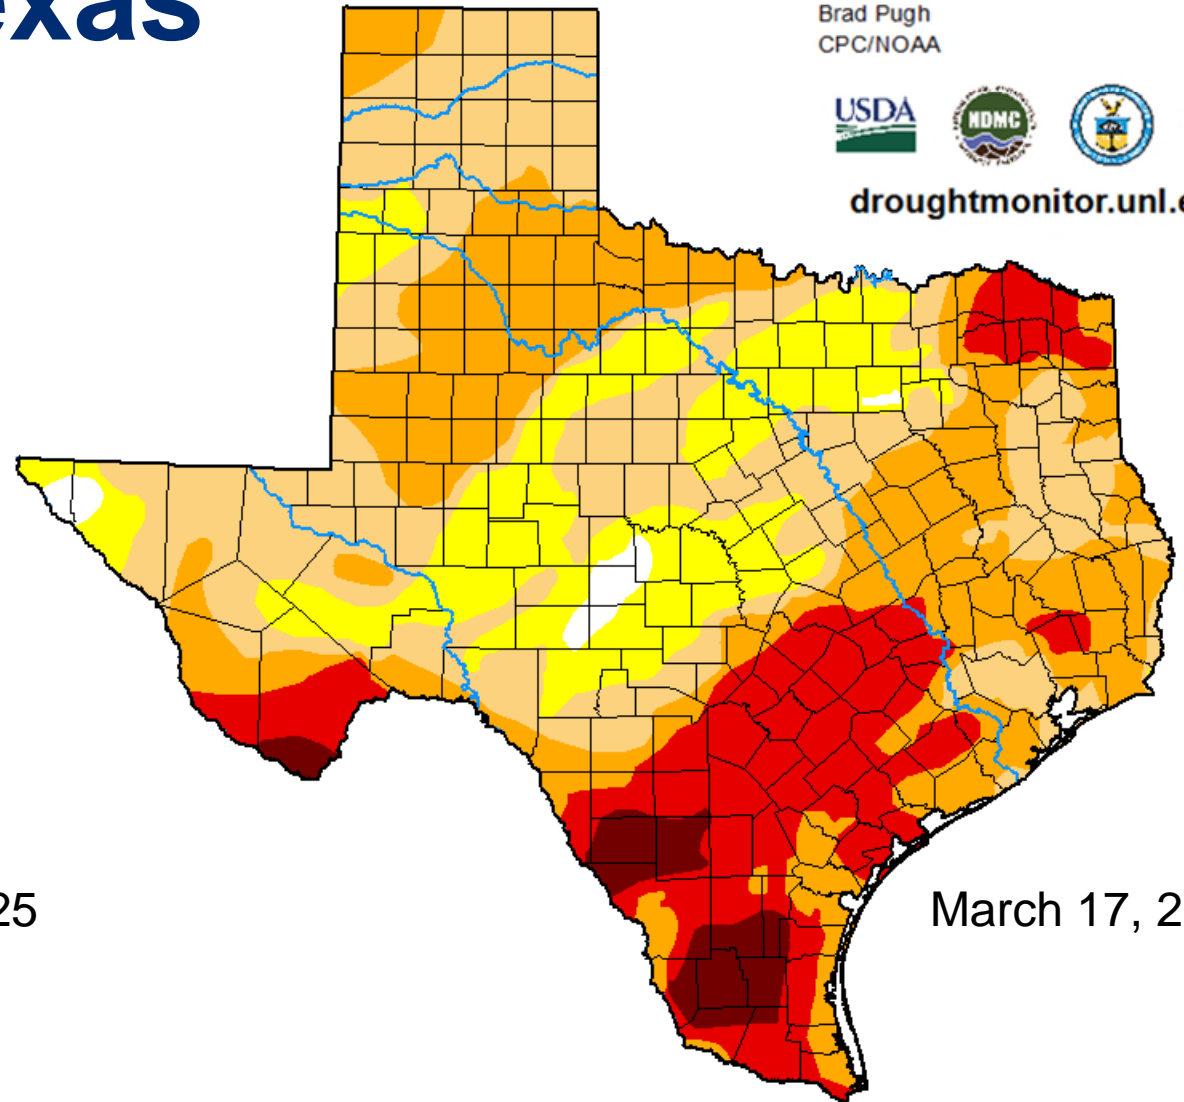 exas
Brad Pugh
CPC/NOAA
USDA
NDMC
droughtmonitor.unl.e
25
March 17, 2